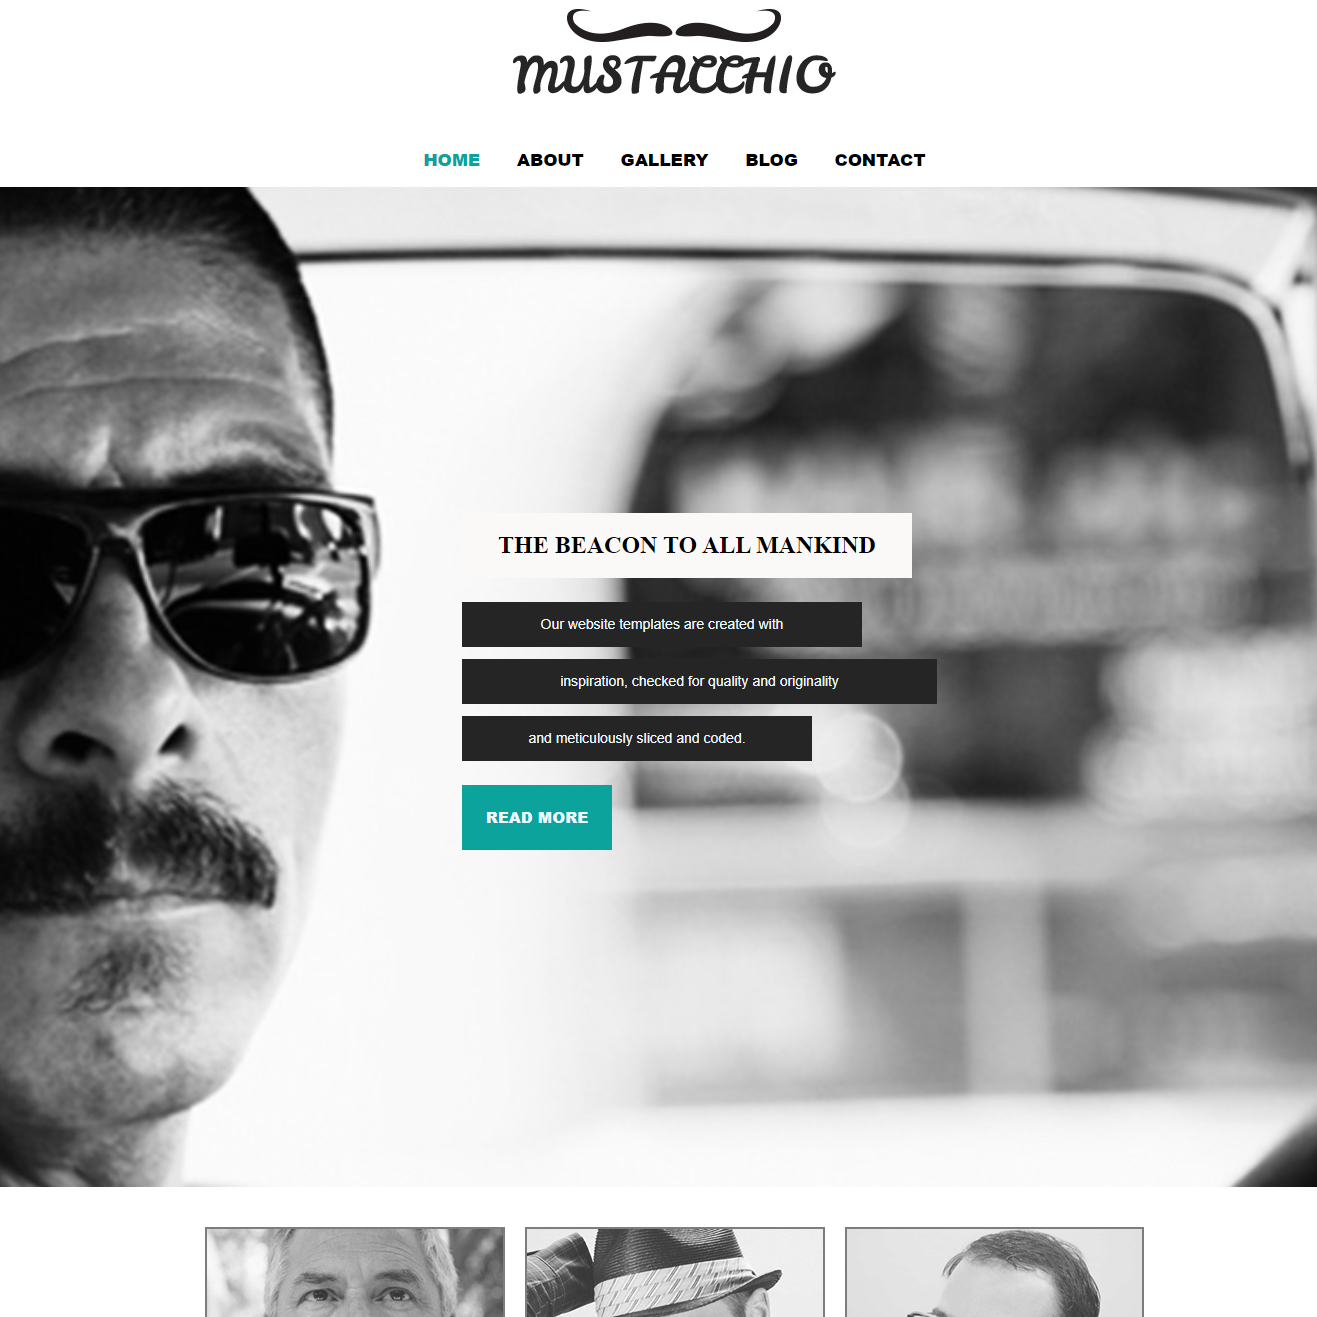 MUSTACCHIO
HOME ABOUT GALLERY BLOG CONTACT
THE BEACON TO ALL MANKIND
Our website templates are created with
inspiration, checked for quality and originality
and meticulously sliced and coded.
READ MORE